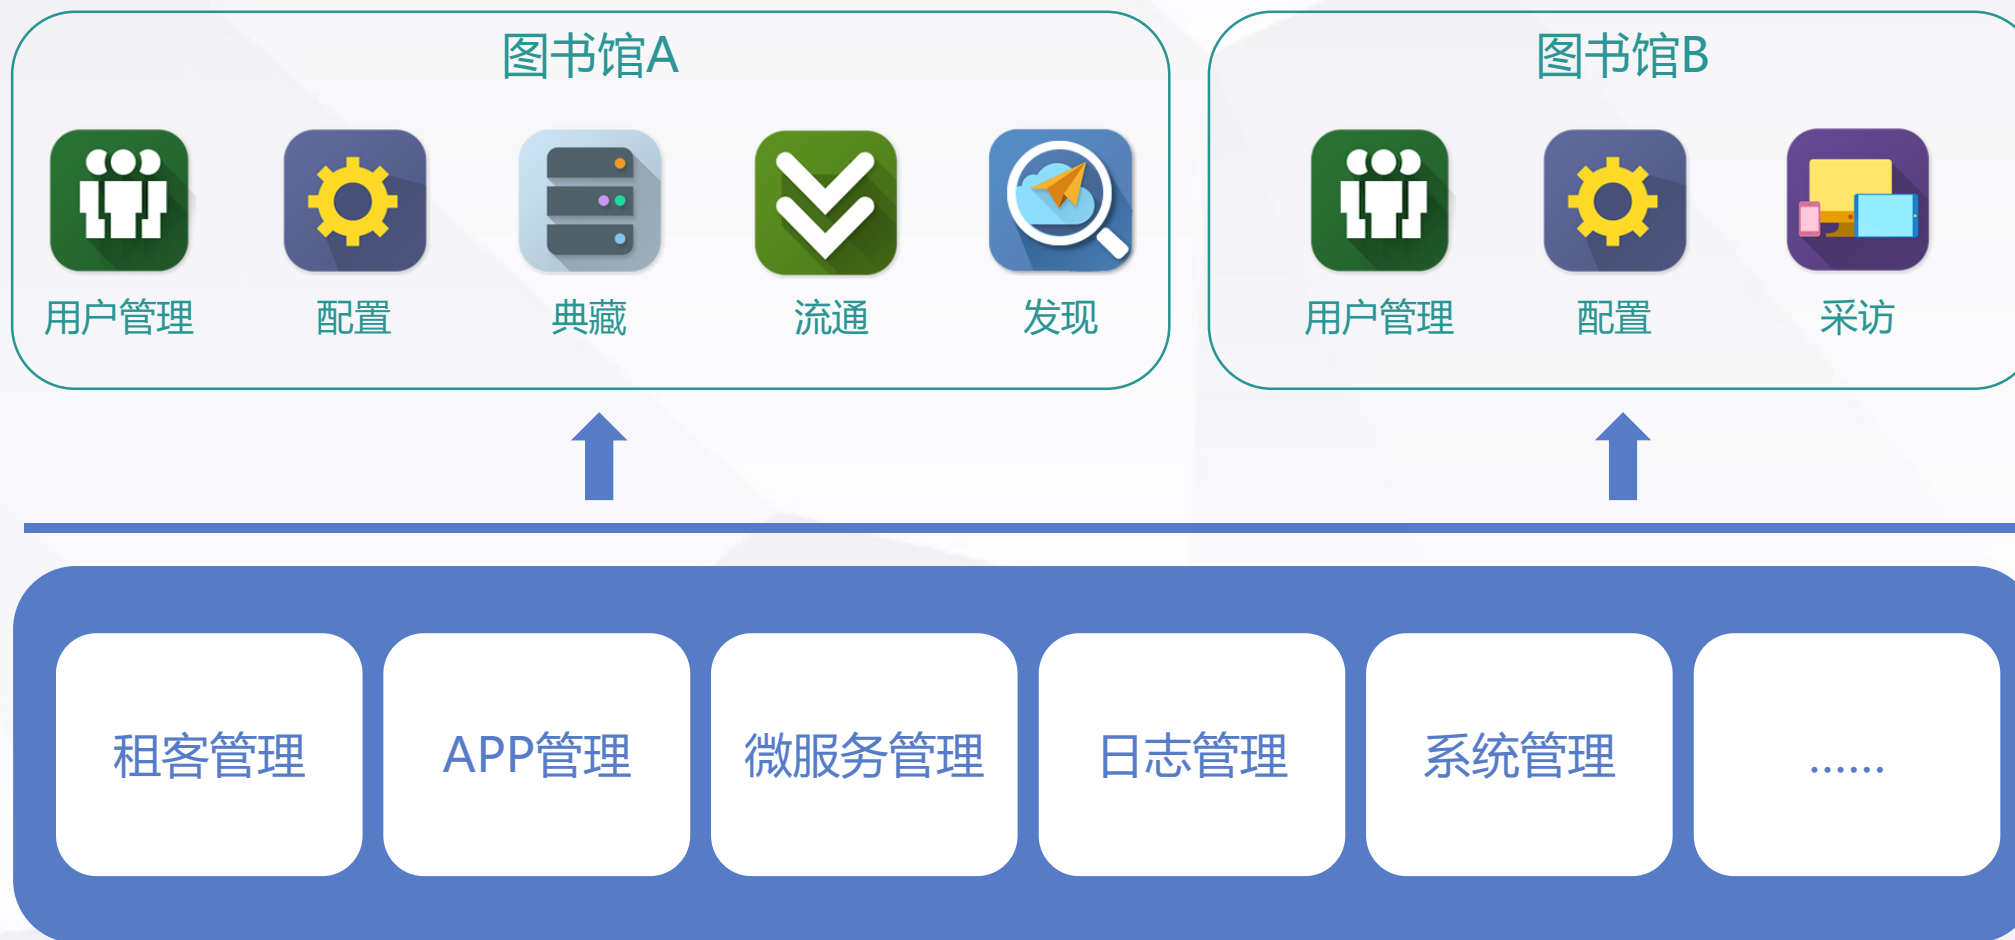 图书馆A
用户管理
配置
典藏
流通
发现
图书馆B
用户管理
配置
采访
租客管理
APP管理
微服务管理
日志管理
系统管理
......